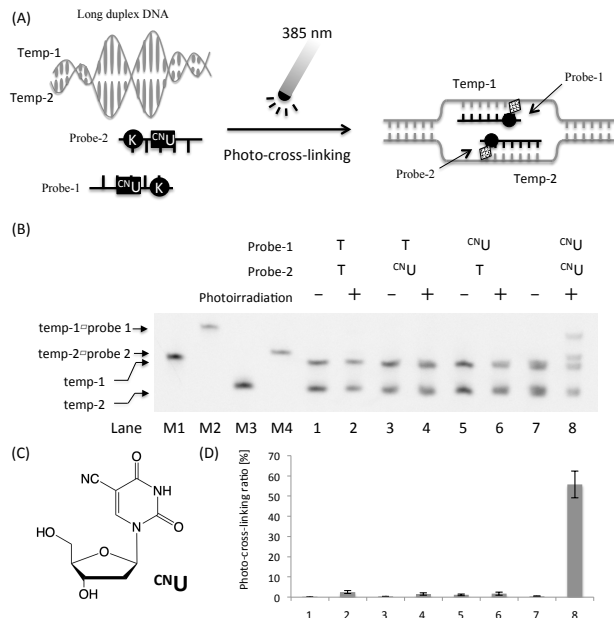 (A)
Long duplex DNA
385 nm
Temp-1
Temp-2
Probe-2
K
CNU
Probe-1
CNU
K
Photo-cross-linking
Temp-1
Probe-1
Probe-2
Temp-2
(B)
Probe-1 T T CNU CNU
Probe-2 T CNU T CNU
Photoirradiation – + – + – + – +
temp-1□probe 1
temp-2□probe 2
temp-1
temp-2
Lane M1 M2 M3 M4 1 2 3 4 5 6 7 8
(C)
NC
O
NH
N
O
HO
O
OH
CNU
(D)
Photo-cross-linking ratio [%]
70
60
50
40
30
20
10
0
1 2 3 4 5 6 7 8